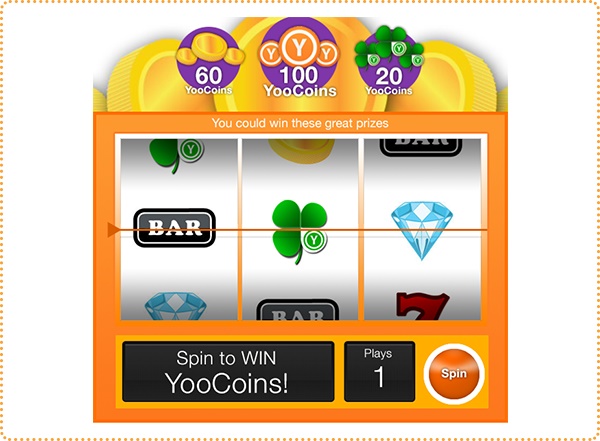 60
YooCoins
Y Y Y
100
YooCoins
Y Y
20
YooCoins
You could win these great prizes
Y
BAR
BAR
Y
BAR
7
Spin to WIN
YooCoins!
Plays
1
Spin